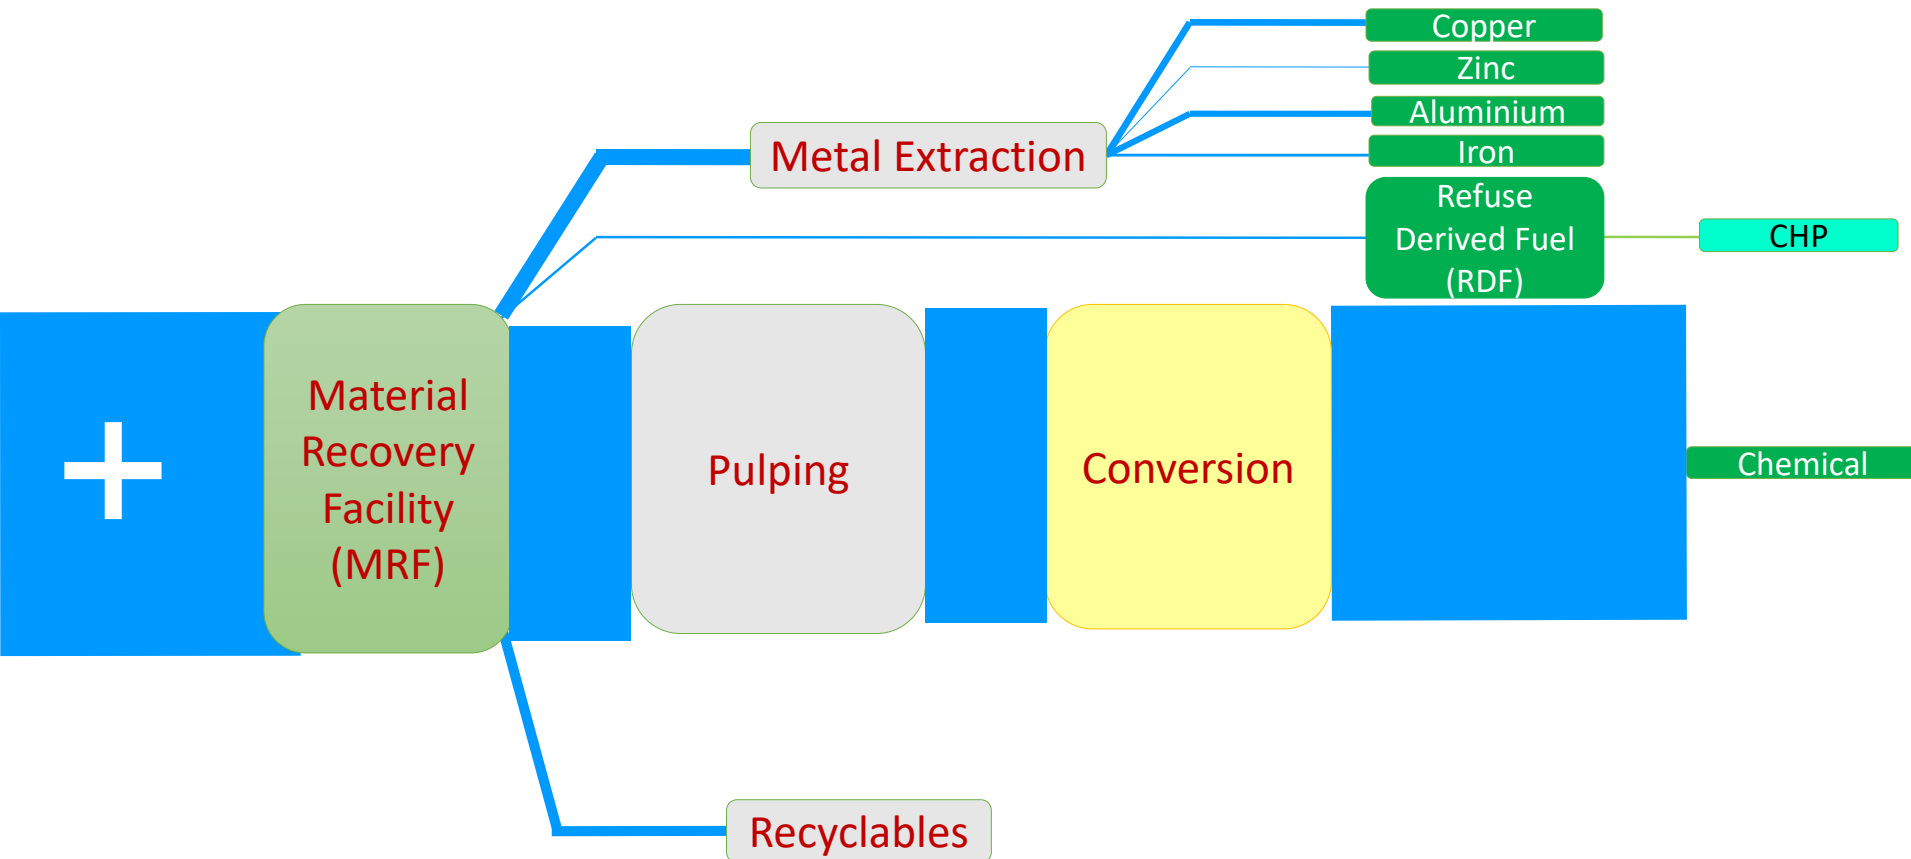 Copper
Zinc
Aluminium
Metal Extraction
Iron
Refuse
Derived Fuel
(RDF)
CHP
+
Material
Recovery
Facility
(MRF)
Pulping
Conversion
Chemical
Recyclables